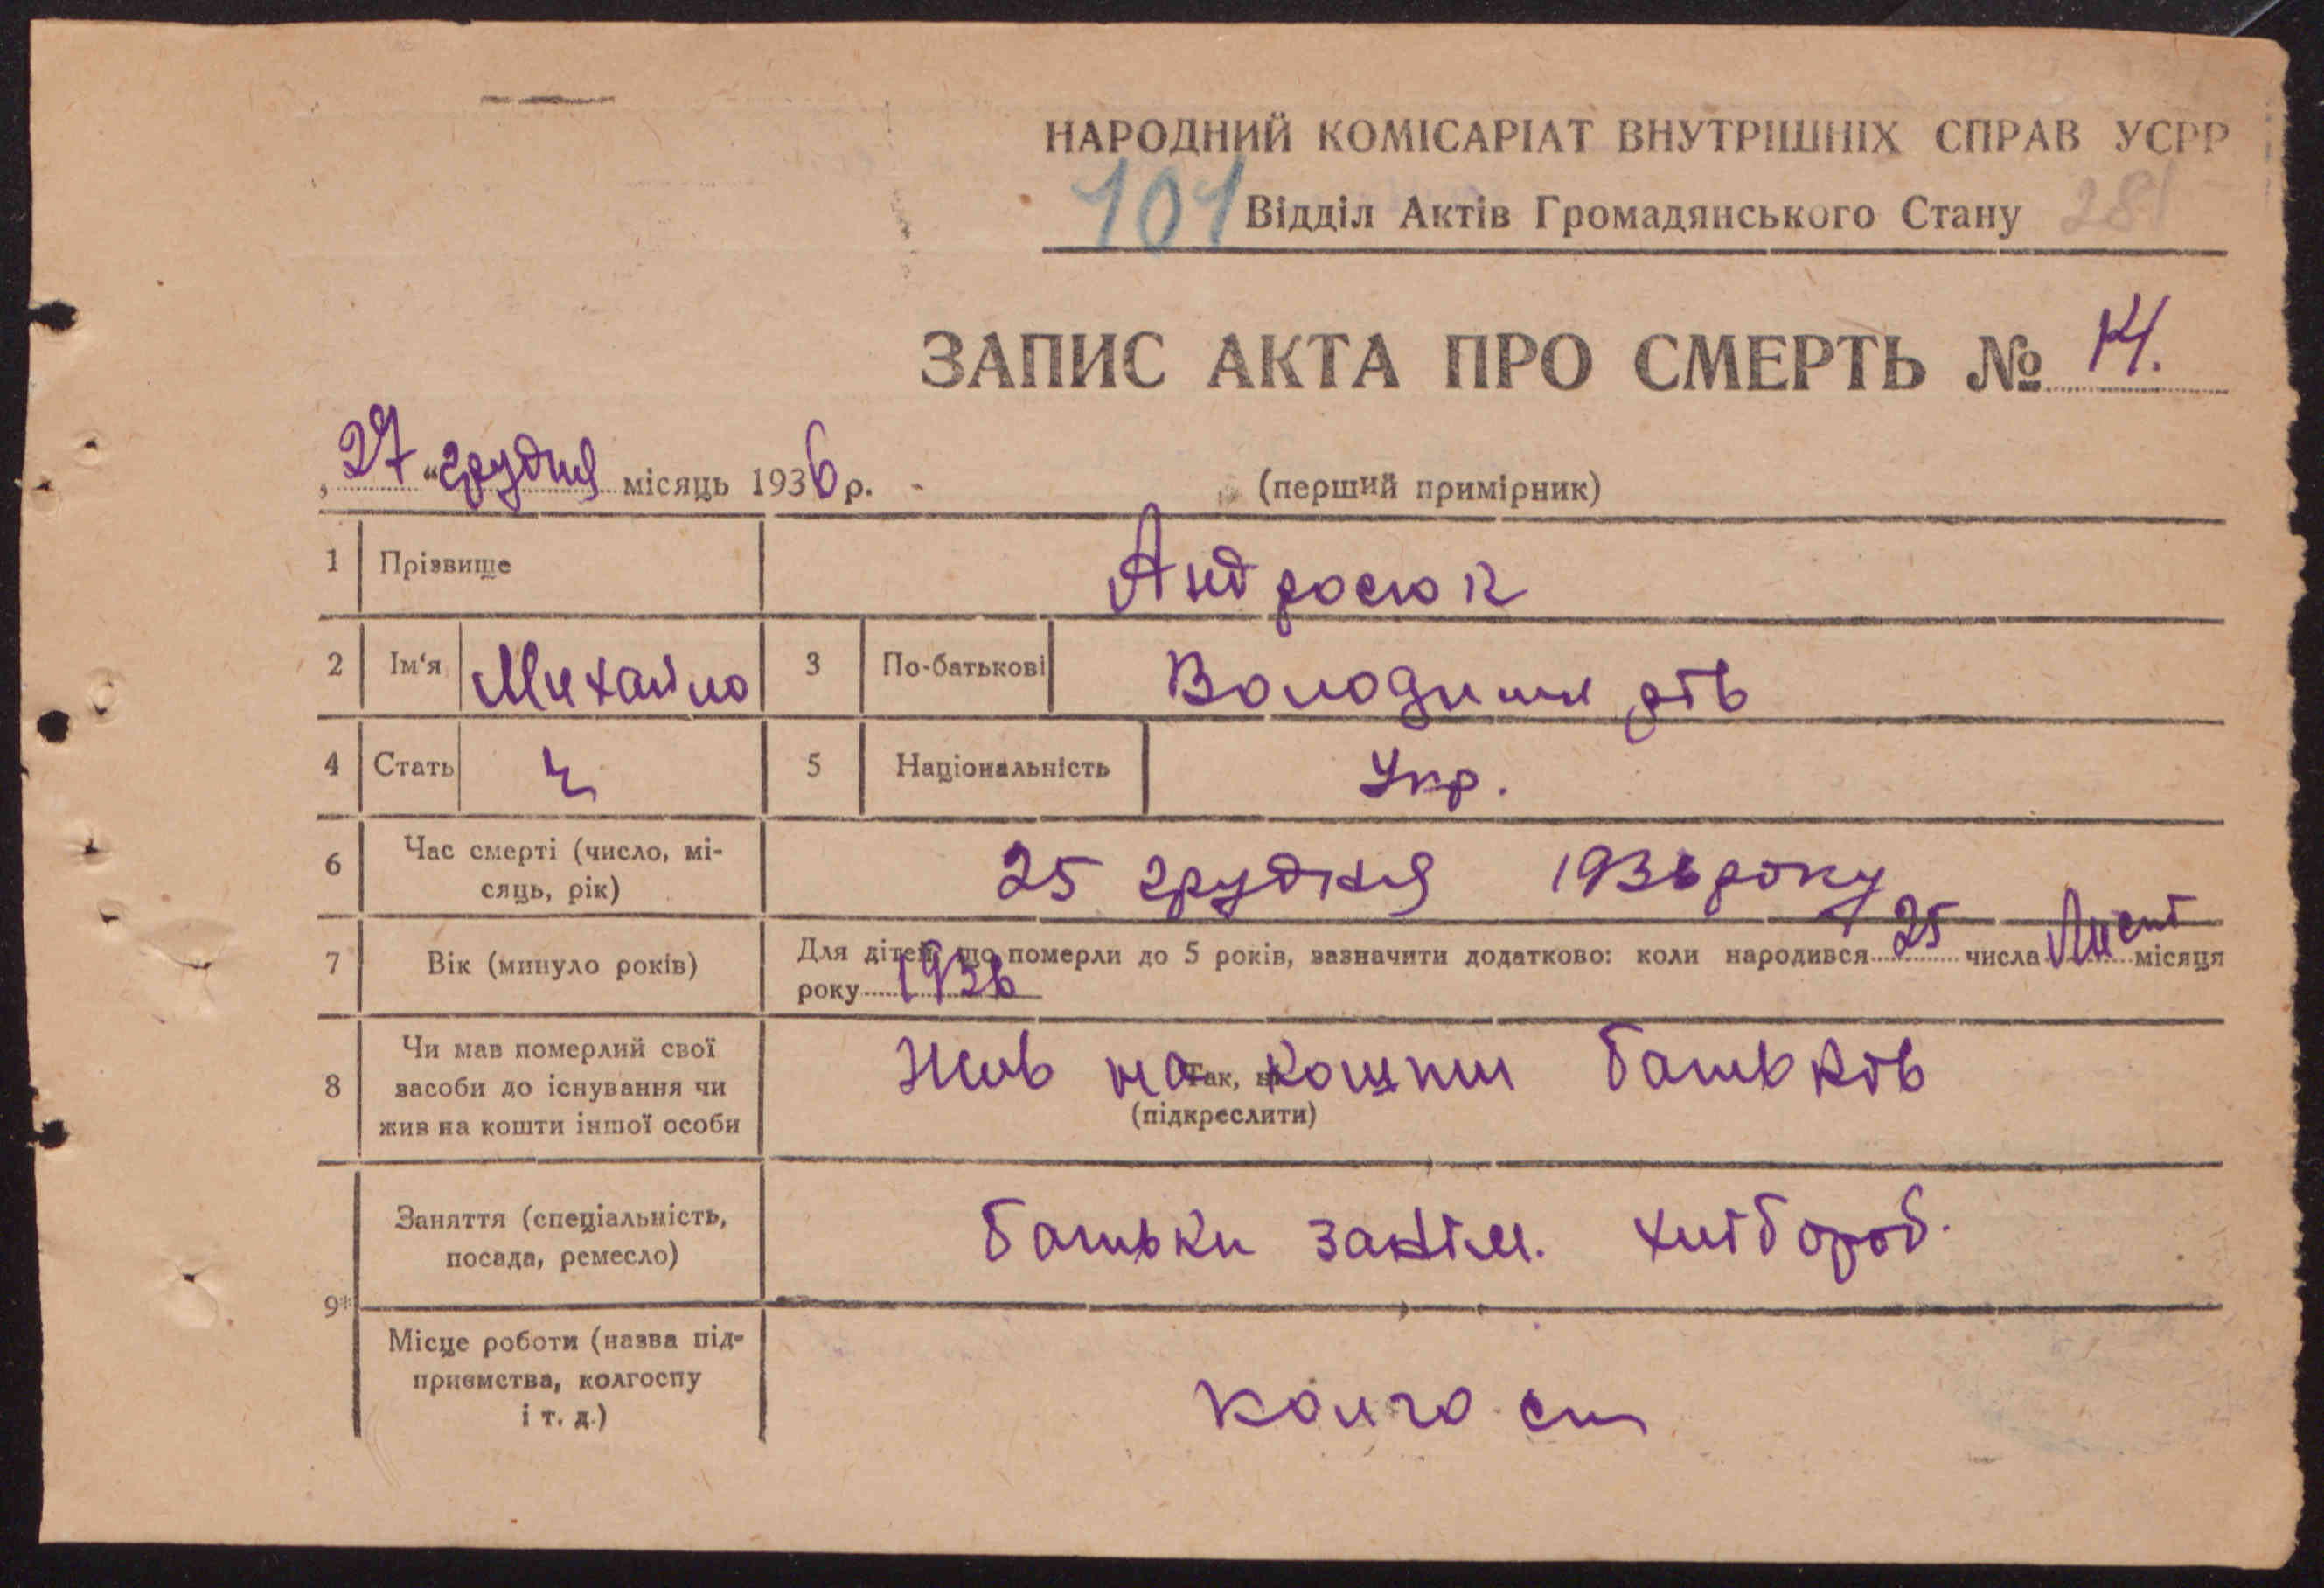 НАРОДНИЙ КОМІСАРІАТ ВНУТРІШНІХ СПРАВ УСРР
101 Відділ Актів Громадянського Стану 281
ЗАПИС АКТА ПРО СМЕРТЬ № 14.
„27“ грудня місяць 1936 р. (перший примірник)
1 Прізвище Андросюк
2 Ім‘я Михайло 3 По-батькові Володимирів
4 Стать ч 5 Національність Укр.
6 Час смерті (число, мі-
сяць, рік) 25 грудня 1936 року
7 Вік (минуло років) Для дітей, що померли до 5 років, зазначити додатково: коли народився 25 числа Лист місяця
року 1936
8 Чи мав померлий свої
засоби до існування чи
жив на кошти іншої особи
Жив на кошти батьків
Так, ні
(підкреслити)
9*
Заняття (спеціальність,
посада, ремесло)
батьки займ. хлібороб.
Місце роботи (назва під-
приємства, колгоспу
і т. д.)
колгосп